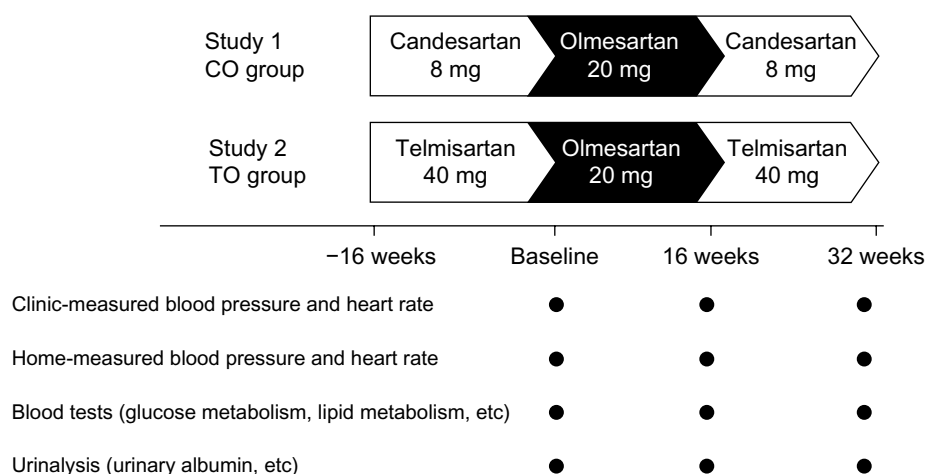 Study 1
CO group
Candesartan
8 mg
Olmesartan
20 mg
Candesartan
8 mg
Study 2
TO group
Telmisartan
40 mg
Olmesartan
20 mg
Telmisartan
40 mg
−16 weeks Baseline 16 weeks 32 weeks
Clinic-measured blood pressure and heart rate
Home-measured blood pressure and heart rate
Blood tests (glucose metabolism, lipid metabolism, etc)
Urinalysis (urinary albumin, etc)